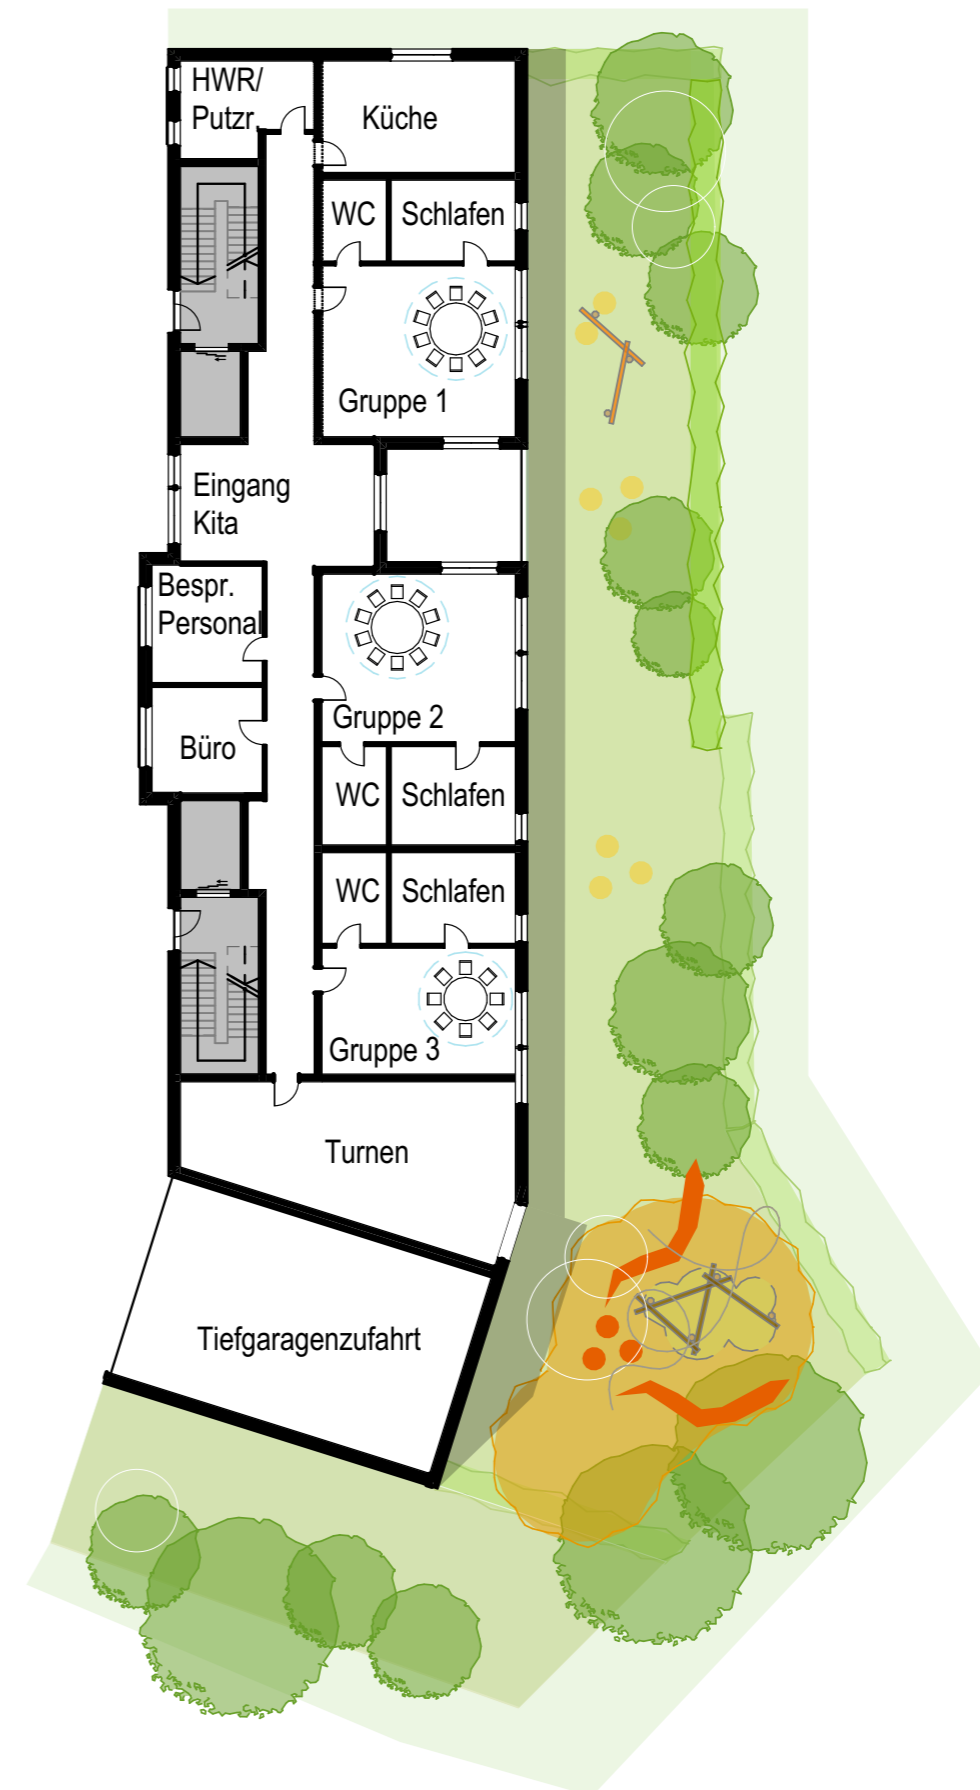 HWR/
Putzr.
Küche
WC
Schlafen
Gruppe 1
Eingang
Kita
Bespr.
Personal
Gruppe 2
Büro
WC
Schlafen
WC
Schlafen
Gruppe 3
Turnen
Tiefgaragenzufahrt